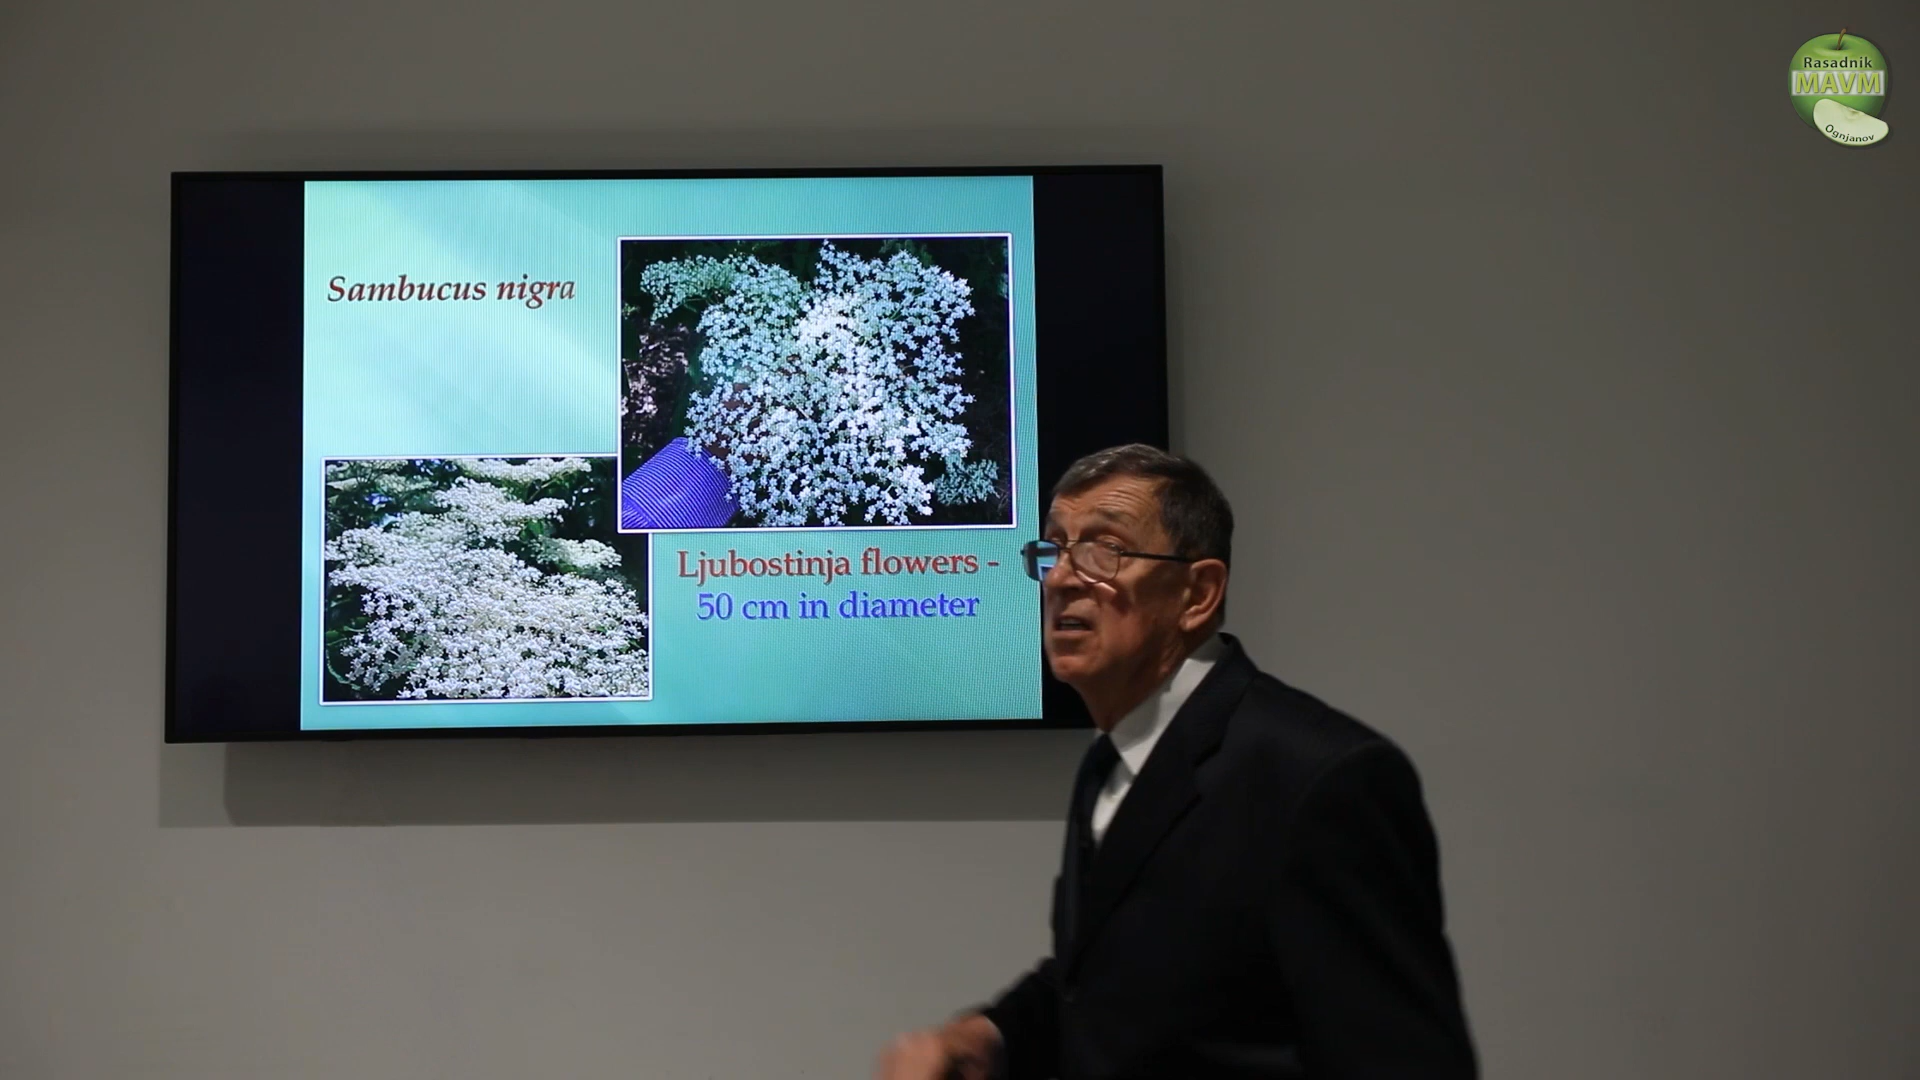 Rasadnik
MAVM
Ognjanov
Sambucus nigra
Ljubostinja flowers -
50 cm in diameter